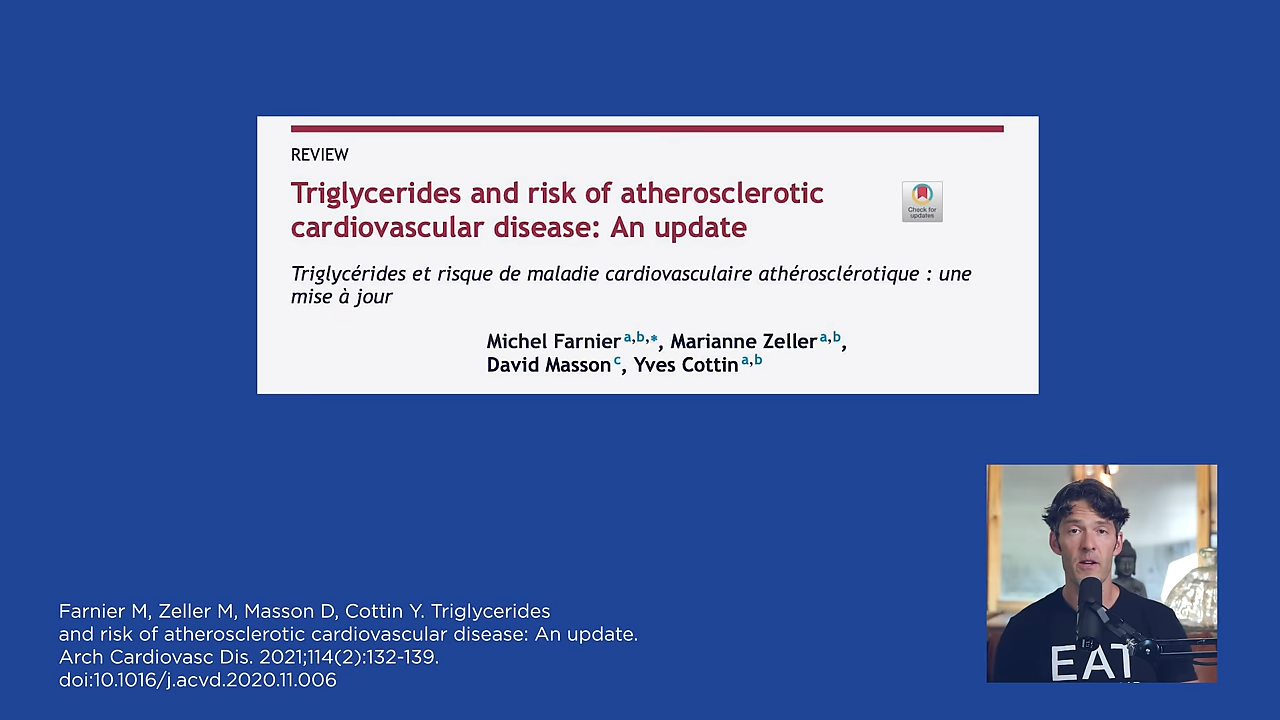 REVIEW
Triglycerides and risk of atherosclerotic
cardiovascular disease: An update
Check for
updates
Triglycérides et risque de maladie cardiovasculaire athérosclérotique : une
mise à jour
Michel Farnier a,b,*, Marianne Zeller a,b,
David Masson c, Yves Cottin a,b
Farnier M, Zeller M, Masson D, Cottin Y. Triglycerides
and risk of atherosclerotic cardiovascular disease: An update.
Arch Cardiovasc Dis. 2021;114(2):132-139.
doi:10.1016/j.acvd.2020.11.006
EAT